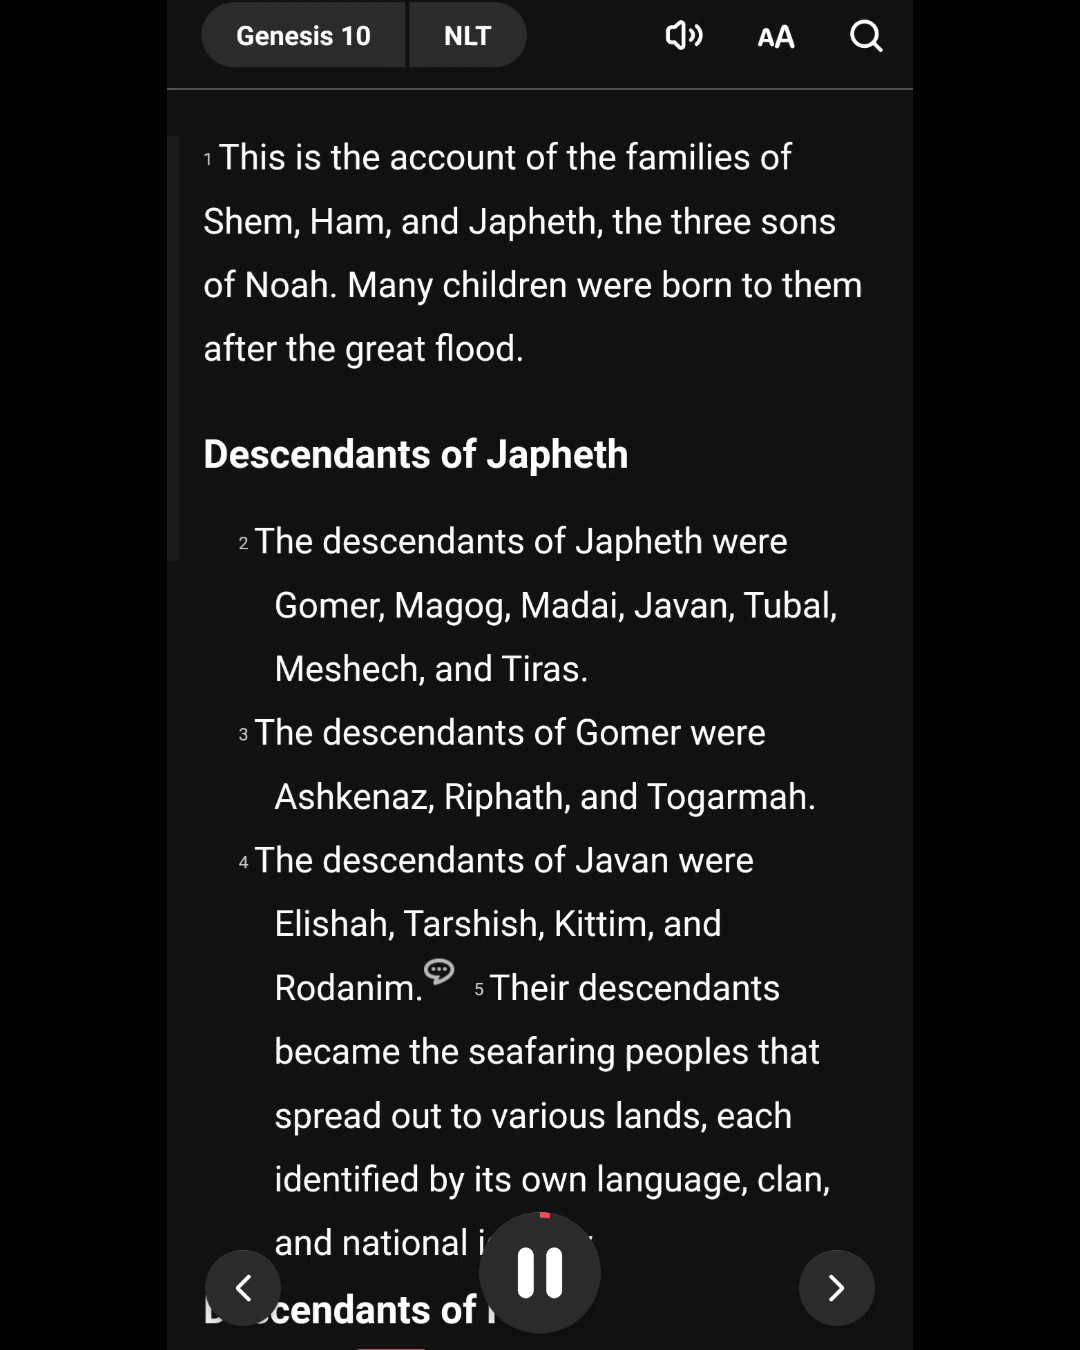 Genesis 10 NLT AA
1 This is the account of the families of
Shem, Ham, and Japheth, the three sons
of Noah. Many children were born to them
after the great flood.
Descendants of Japheth
2 The descendants of Japheth were
Gomer, Magog, Madai, Javan, Tubal,
Meshech, and Tiras.
3 The descendants of Gomer were
Ashkenaz, Riphath, and Togarmah.
4 The descendants of Javan were
Elishah, Tarshish, Kittim, and
Rodanim. 5 Their descendants
became the seafaring peoples that
spread out to various lands, each
identified by its own language, clan,
and national
of